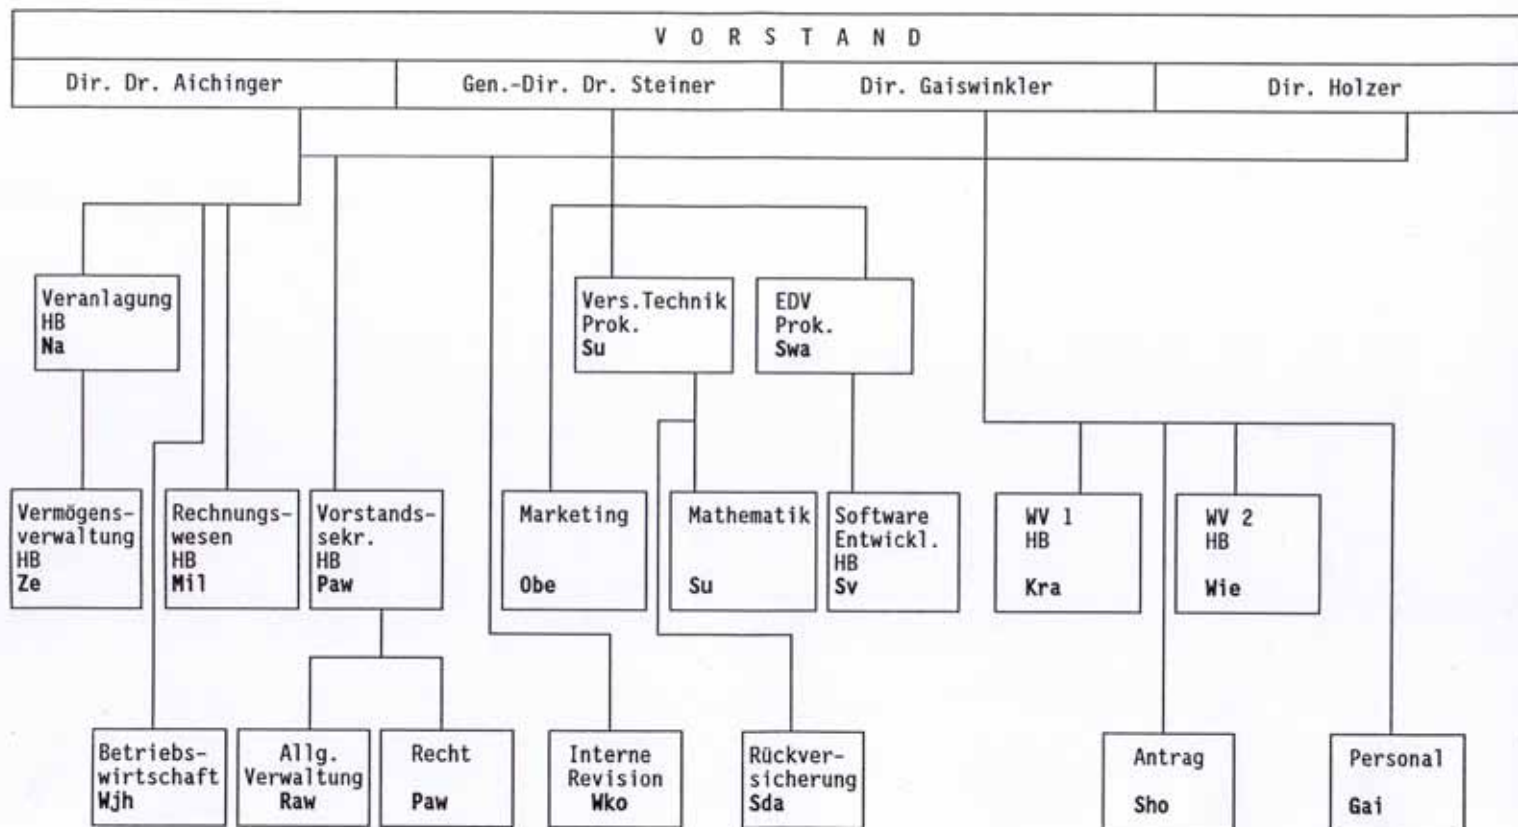 V O R S T A N D
Dir. Dr. Aichinger
Gen.-Dir. Dr. Steiner
Dir. Gaiswinkler
Dir. Holzer
Veranlagung
HB
Na
Vers.Technik
Prok.
Su
EDV
Prok.
Swa
Vermögens-
verwaltung
HB
Ze
Rechnungs-
wesen
HB
Mil
Vorstands-
sekr.
HB
Paw
Marketing
Obe
Mathematik
Su
Software
Entwickl.
HB
Sv
WV 1
HB
Kra
WV 2
HB
Wie
Betriebs-
wirtschaft
Wjh
Allg.
Verwaltung
Raw
Recht
Paw
Interne
Revision
Wko
Rückver-
sicherung
Sda
Antrag
Sho
Personal
Gai